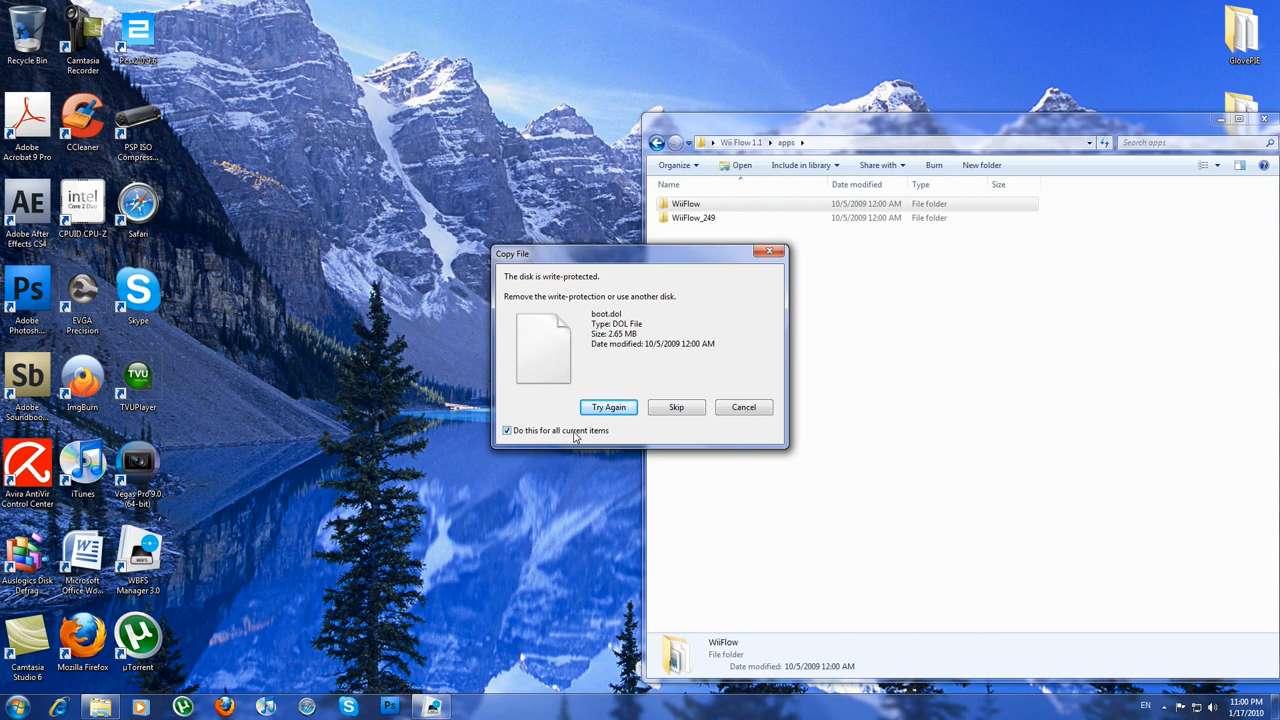 Recycle Bin
Camtasia
Recorder
Adobe
Acrobat 9 Pro
CCleaner
PSP ISO
Compress...
AE
Adobe After
Effects CS4
intel
Core 2 Duo
CPUID CPU-Z
Safari
Ps
Adobe
Photosh...
EVGA
Precision
Skype
Sb
Adobe
Soundboo...
ImgBurn
TVU
TVUPlayer
Avira AntiVir
Control Center
iTunes
Vegas Pro 9.0
(64-bit)
Auslogics Disk
Defrag
Microsoft
Office Wo...
WBFS
WBFS
Manager 3.0
Camtasia
Studio 6
Mozilla Firefox
µTorrent
GlovePIE
Wii Flow 1.1
apps
Search apps
Organize
Open
Include in library
Share with
Burn
New folder
Name
Date modified
Type
Size
WiiFlow
10/5/2009 12:00 AM
File folder
WiiFlow_249
10/5/2009 12:00 AM
File folder
Copy File
The disk is write-protected.
Remove the write-protection or use another disk.
boot.dol
Type: DOL File
Size: 2.65 MB
Date modified: 10/5/2009 12:00 AM
Try Again
Skip
Cancel
Do this for all current items
WiiFlow
File folder
Date modified: 10/5/2009 12:00 AM
Ps
EN
11:00 PM
1/17/2010